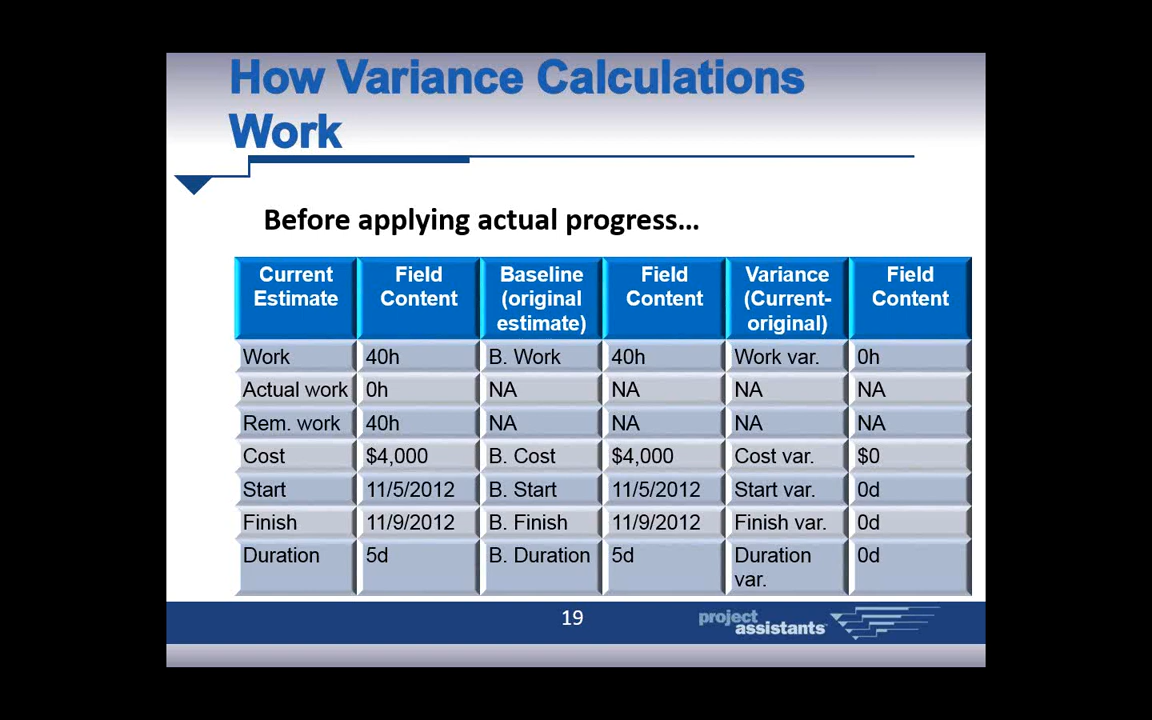 How Variance Calculations
Work
Before applying actual progress...
Current Estimate Field Content Baseline (original estimate) Field Content Variance (Current-original) Field Content
Work 40h B. Work 40h Work var. 0h
Actual work 0h NA NA NA NA
Rem. work 40h NA NA NA NA
Cost $4,000 B. Cost $4,000 Cost var. $0
Start 11/5/2012 B. Start 11/5/2012 Start var. 0d
Finish 11/9/2012 B. Finish 11/9/2012 Finish var. 0d
Duration 5d B. Duration 5d Duration var. 0d
19
project
assistants